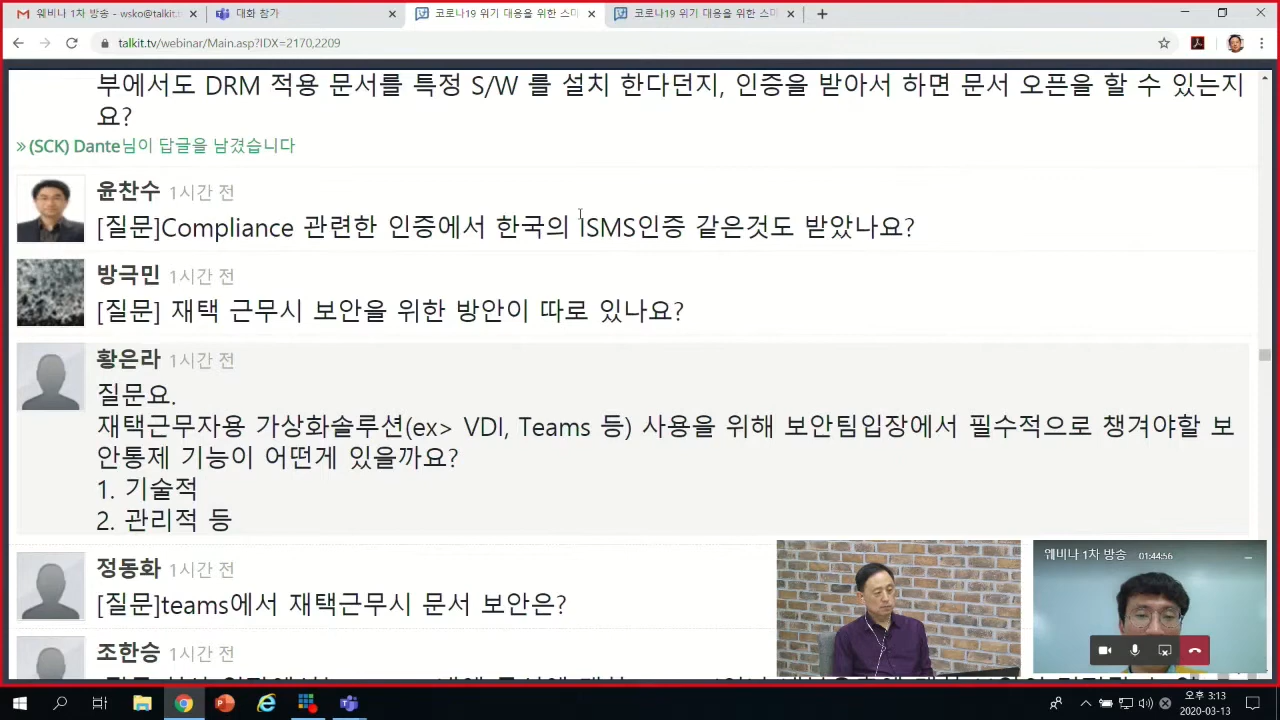 웨비나 1차 방송 - wsko@talkit.t
대화 참가
코로나19 위기 대응을 위한 스마
코로나19 위기 대응을 위한 스마
talkit.tv/webinar/Main.asp?IDX=2170,2209
부에서도 DRM 적용 문서를 특정 S/W 를 설치 한다던지, 인증을 받아서 하면 문서 오픈을 할 수 있는지
요?
» (SCK) Dante님이 답글을 남겼습니다
윤찬수 1시간 전
[질문]Compliance 관련한 인증에서 한국의 ISMS인증 같은것도 받았나요?
방극민 1시간 전
[질문] 재택 근무시 보안을 위한 방안이 따로 있나요?
황은라 1시간 전
질문요.
재택근무자용 가상화솔루션(ex> VDI, Teams 등) 사용을 위해 보안팀입장에서 필수적으로 챙겨야할 보
안통제 기능이 어떤게 있을까요?
1. 기술적
2. 관리적 등
정동화 1시간 전
[질문]teams에서 재택근무시 문서 보안은?
조한승 1시간 전
웨비나 1차 방송 01:44:56
오후 3:13
2020-03-13